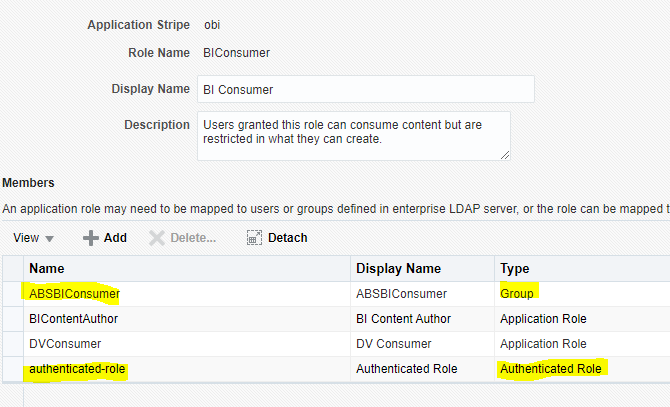 Application Stripe obi
Role Name BIConsumer
Display Name BI Consumer
Description Users granted this role can consume content but are
restricted in what they can create.
Members
An application role may need to be mapped to users or groups defined in enterprise LDAP server, or the role can be mapped t
View Add Delete... Detach
Name Display Name Type
ABSBIConsumer ABSBIConsumer Group
BIContentAuthor BI Content Author Application Role
DVConsumer DV Consumer Application Role
authenticated-role Authenticated Role Authenticated Role